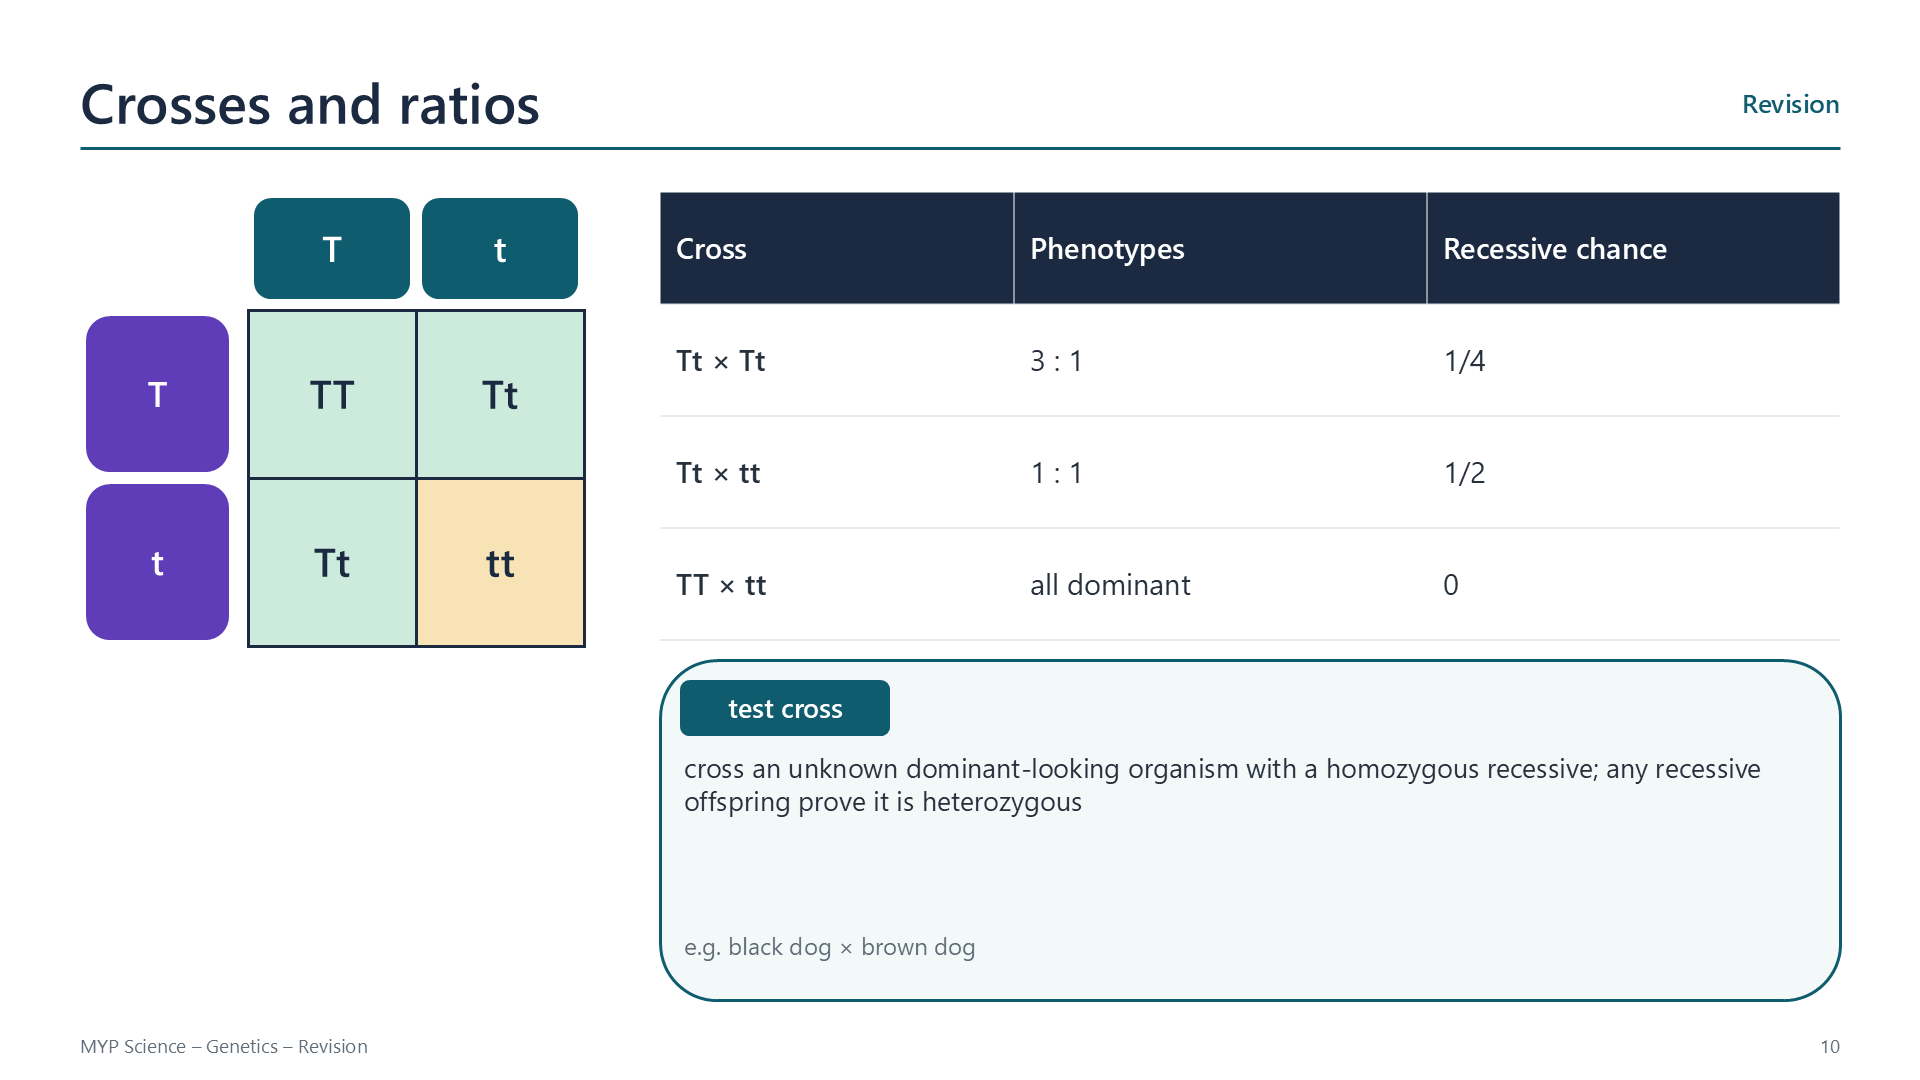 Crosses and ratios
Revision
T t
T TT Tt
t Tt tt
Cross Phenotypes Recessive chance
Tt × Tt 3 : 1 1/4
Tt × tt 1 : 1 1/2
TT × tt all dominant 0
test cross
cross an unknown dominant-looking organism with a homozygous recessive; any recessive
offspring prove it is heterozygous
e.g. black dog × brown dog
MYP Science – Genetics – Revision
10